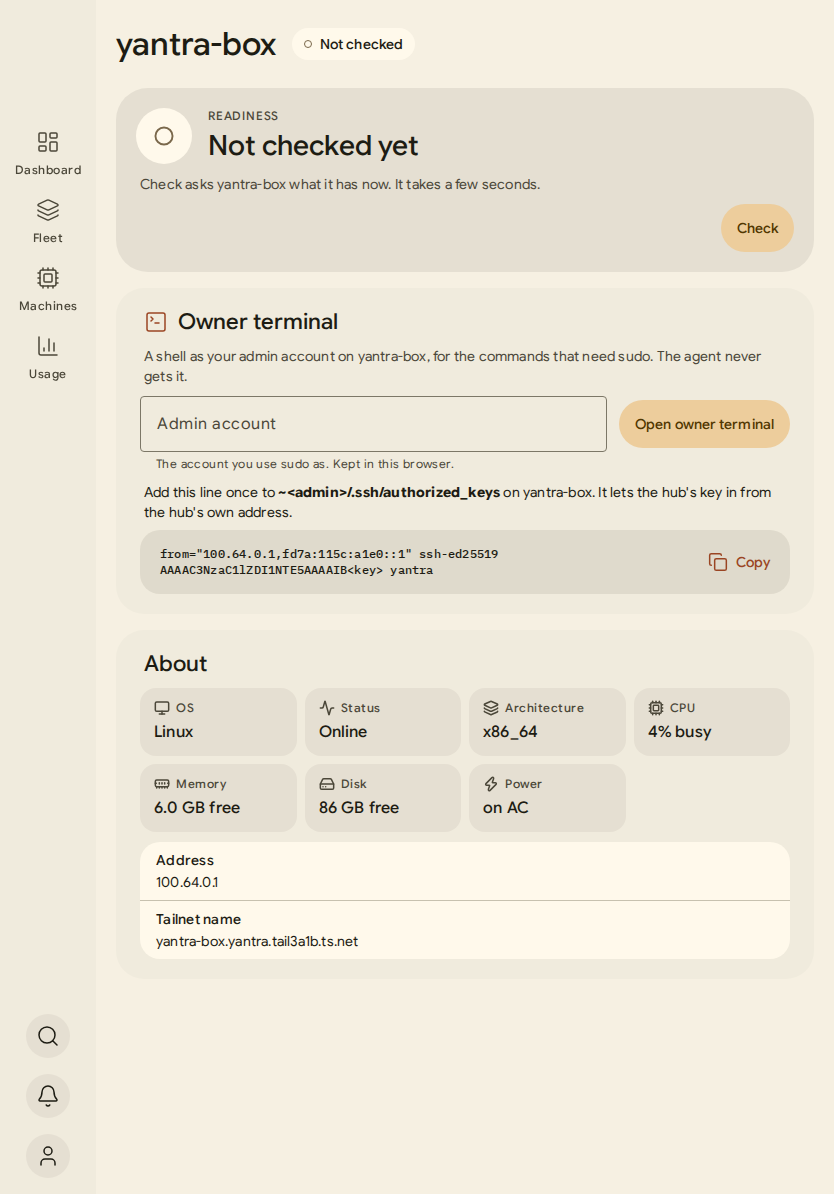 yantra-box
Not checked
Dashboard
Fleet
Machines
Usage
READINESS
Not checked yet
Check asks yantra-box what it has now. It takes a few seconds.
Check
Owner terminal
A shell as your admin account on yantra-box, for the commands that need sudo. The agent never
gets it.
Admin account
Open owner terminal
The account you use sudo as. Kept in this browser.
Add this line once to ~<admin>/.ssh/authorized_keys on yantra-box. It lets the hub's key in from
the hub's own address.
from="100.64.0.1,fd7a:115c:a1e0::1" ssh-ed25519
AAAAC3NzaC1lZDI1NTE5AAAAIB<key> yantra
Copy
About
OS
Linux
Status
Online
Architecture
x86_64
CPU
4% busy
Memory
6.0 GB free
Disk
86 GB free
Power
on AC
Address
100.64.0.1
Tailnet name
yantra-box.yantra.tail3a1b.ts.net